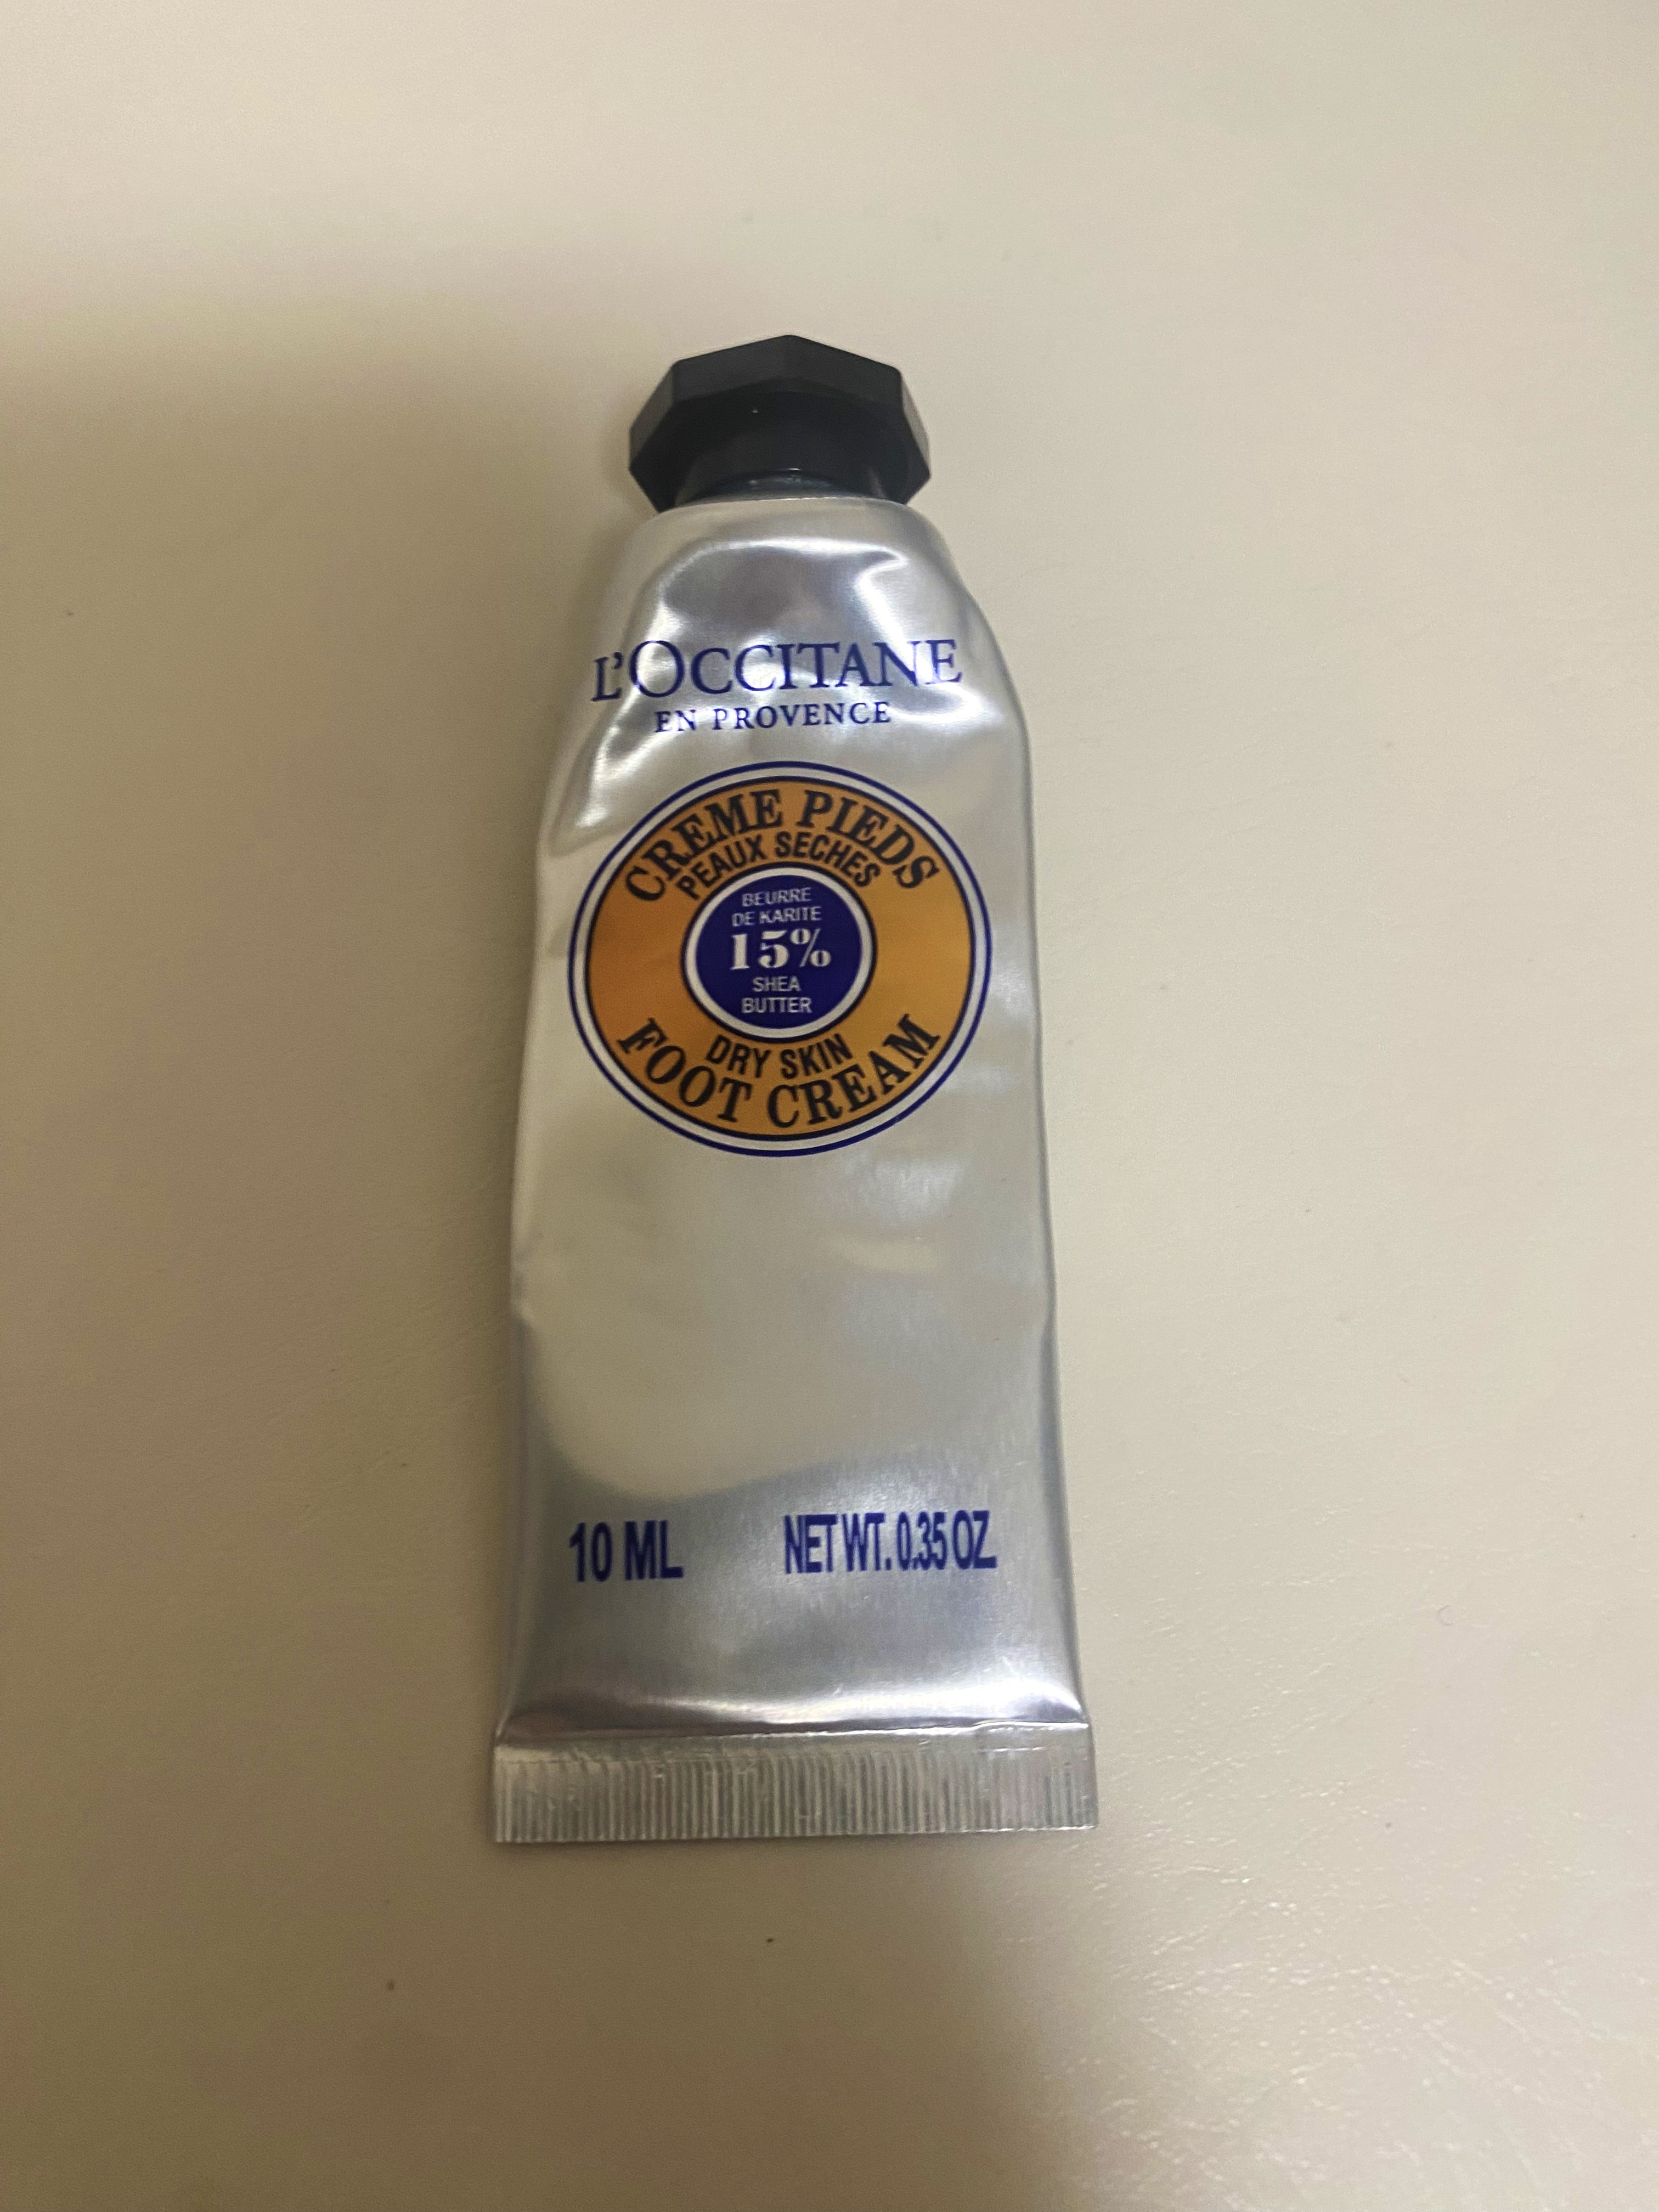 L'OCCITANE
EN PROVENCE
CREME PIEDS
PEAUX SECHES
BEURRE
DE KARITE
15%
SHEA
BUTTER
DRY SKIN
FOOT CREAM
10 ML NET WT. 0.35 OZ